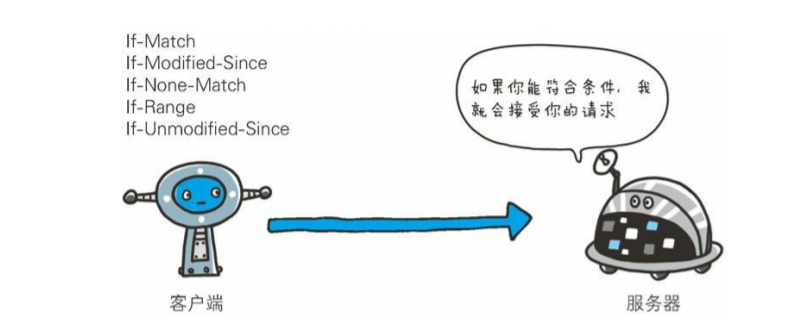 If-Match
If-Modified-Since
If-None-Match
If-Range
If-Unmodified-Since
如果你能符合条件，我
就会接受你的请求
客户端
服务器